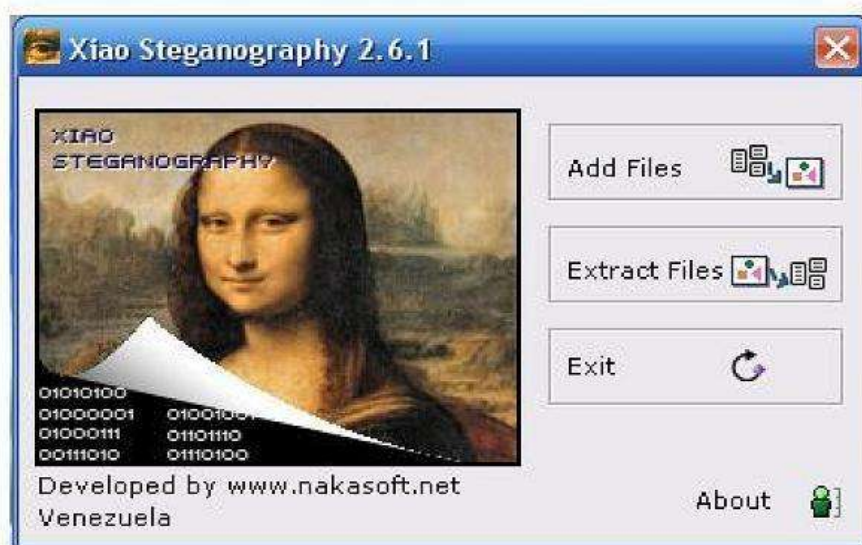 Xiao Steganography 2.6.1
XIAO
STEGANOGRAPHY
Add Files
Extract Files
Exit
01010100
01000001
01000111 01101110
00111010 01110100
Developed by www.nakasoft.net
Venezuela
About